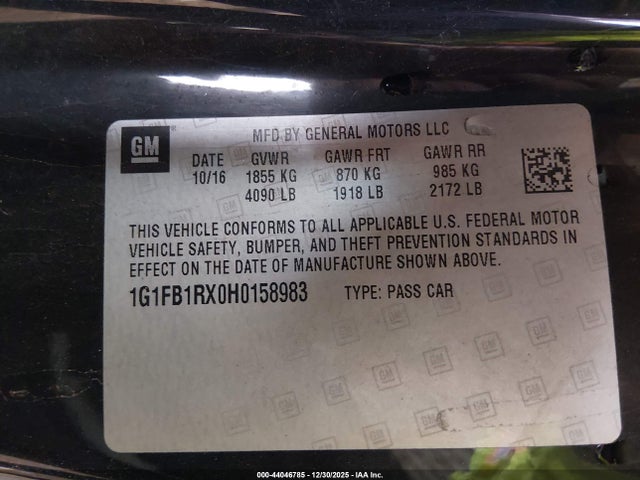 GM
MFD BY GENERAL MOTORS LLC
DATE GVWR GAWR FRT GAWR RR
10/16 1855 KG 870 KG 985 KG
4090 LB 1918 LB 2172 LB
THIS VEHICLE CONFORMS TO ALL APPLICABLE U.S. FEDERAL MOTOR
VEHICLE SAFETY, BUMPER, AND THEFT PREVENTION STANDARDS IN
EFFECT ON THE DATE OF MANUFACTURE SHOWN ABOVE.
1G1FB1RX0H0158983 TYPE: PASS CAR
000-44046785 - 12/30/2025 - IAA Inc.